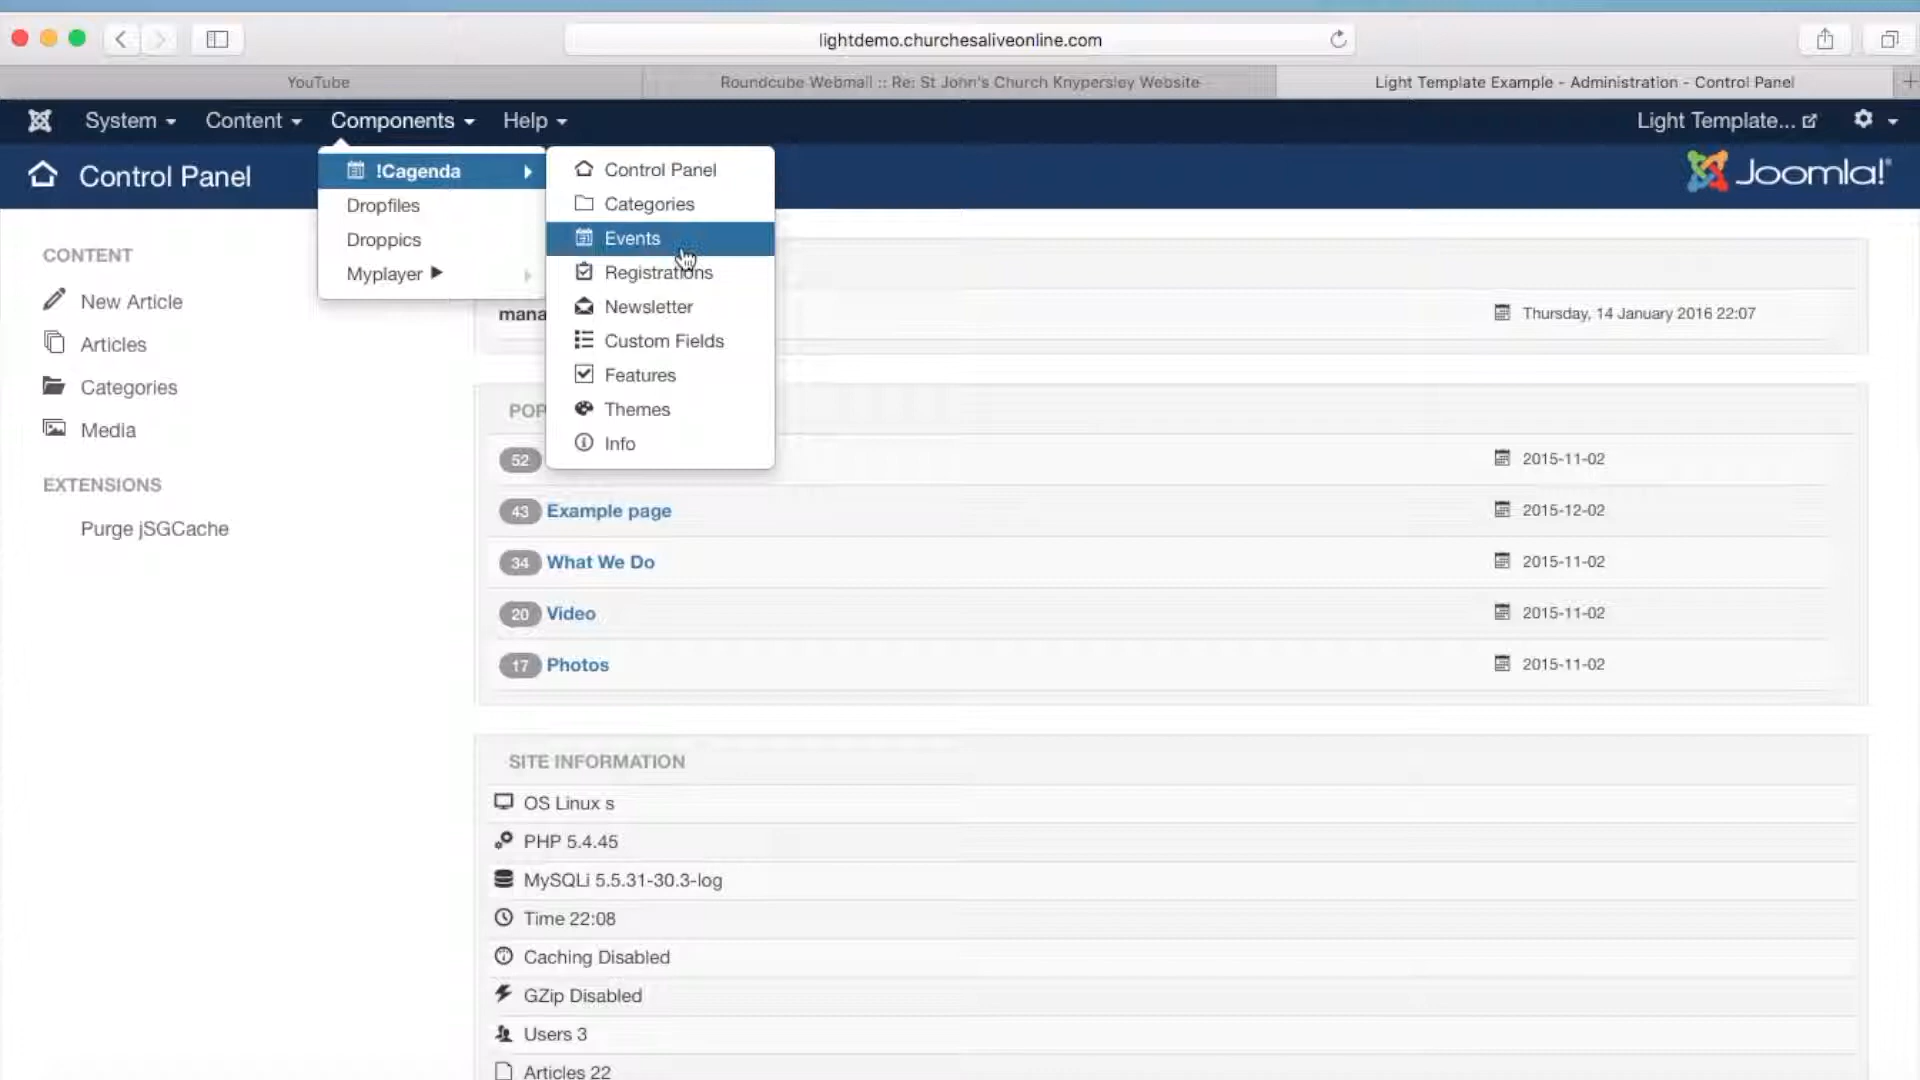 lightdemo.churchesaliveonline.com
YouTube
Roundcube Webmail :: Re: St John's Church Knypersley Website
Light Template Example - Administration - Control Panel
System
Content
Components
Help
Light Template...
Control Panel
Joomla!®
!Cagenda
Dropfiles
Droppics
Myplayer
Control Panel
Categories
Events
Registrations
Newsletter
Custom Fields
Features
Themes
Info
CONTENT
New Article
Articles
Categories
Media
EXTENSIONS
Purge jSGCache
mana
Thursday, 14 January 2016 22:07
POP
52
2015-11-02
43 Example page
2015-12-02
34 What We Do
2015-11-02
20 Video
2015-11-02
17 Photos
2015-11-02
SITE INFORMATION
OS Linux s
PHP 5.4.45
MySQLi 5.5.31-30.3-log
Time 22:08
Caching Disabled
GZip Disabled
Users 3
Articles 22